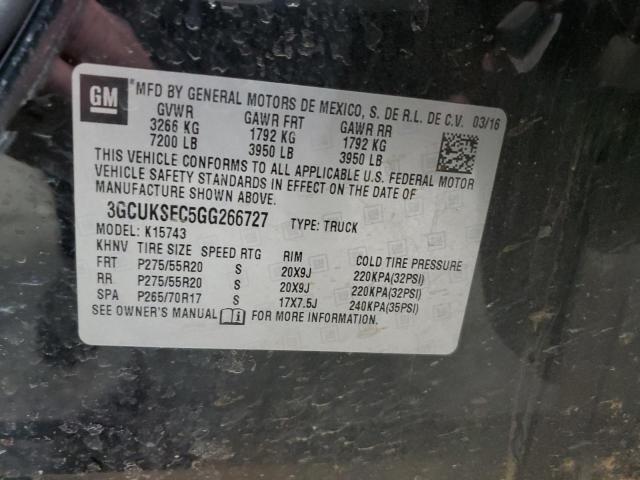 GM
*MFD BY GENERAL MOTORS DE MEXICO, S. DE R.L. DE C.V. 03/16
GVWR GAWR FRT GAWR RR
3266 KG 1792 KG 1792 KG
7200 LB 3950 LB 3950 LB
THIS VEHICLE CONFORMS TO ALL APPLICABLE U.S. FEDERAL MOTOR
VEHICLE SAFETY STANDARDS IN EFFECT ON THE DATE OF
MANUFACTURE SHOWN ABOVE.
3GCUKSEC5GG266727 TYPE: TRUCK
MODEL: K15743
KHNV TIRE SIZE SPEED RTG RIM COLD TIRE PRESSURE
FRT P275/55R20 S 20X9J 220KPA(32PSI)
RR P275/55R20 S 20X9J 220KPA(32PSI)
SPA P265/70R17 S 17X7.5J 240KPA(35PSI)
SEE OWNER'S MANUAL FOR MORE INFORMATION.